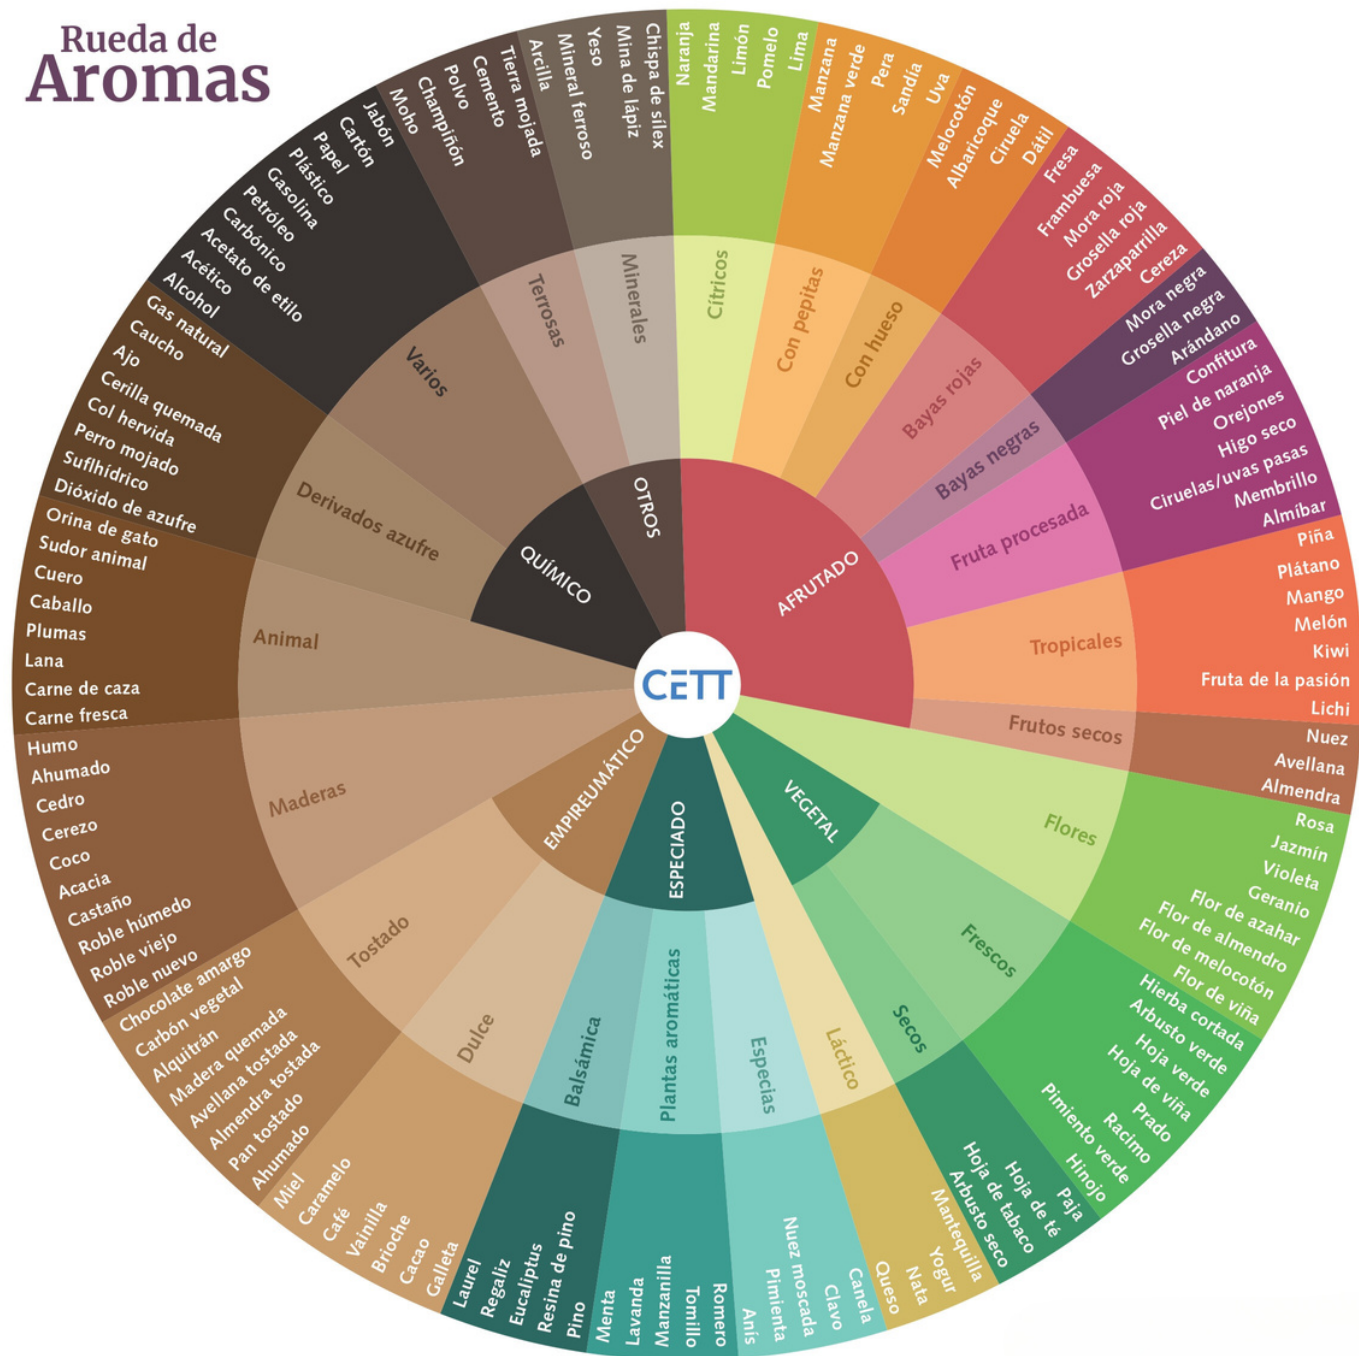 Rueda de
Aromas
CETT
AFRUTADO
Cítricos
Naranja
Mandarina
Limón
Pomelo
Lima
Con pepitas
Manzana
Manzana verde
Pera
Sandía
Uva
Con hueso
Melocotón
Albaricoque
Ciruela
Dátil
Bayas rojas
Fresa
Frambuesa
Mora roja
Grosella roja
Zarzaparrilla
Cereza
Bayas negras
Mora negra
Grosella negra
Arándano
Fruta procesada
Confitura
Piel de naranja
Orejones
Higo seco
Ciruelas/uvas pasas
Membrillo
Almíbar
Tropicales
Piña
Plátano
Mango
Melón
Kiwi
Fruta de la pasión
Lichi
Frutos secos
Nuez
Avellana
Almendra
VEGETAL
Flores
Rosa
Jazmín
Violeta
Geranio
Flor de azahar
Flor de almendro
Flor de melocotón
Flor de viña
Frescos
Hierba cortada
Arbusto verde
Hoja verde
Hoja de viña
Prado
Racimo
Pimiento verde
Hinojo
Secos
Paja
Hoja de té
Hoja de tabaco
Arbusto seco
Láctico
Mantequilla
Yogur
Nata
Queso
ESPECIADO
Especias
Canela
Clavo
Nuez moscada
Pimienta
Anís
Plantas aromáticas
Romero
Tomillo
Manzanilla
Lavanda
Menta
Balsámica
Pino
Resina de pino
Eucaliptus
Regaliz
Laurel
EMPIREUMÁTICO
Dulce
Galleta
Cacao
Brioche
Vainilla
Café
Caramelo
Miel
Tostado
Ahumado
Pan tostado
Almendra tostada
Avellana tostada
Madera quemada
Alquitrán
Carbón vegetal
Chocolate amargo
Maderas
Roble nuevo
Roble viejo
Roble húmedo
Castaño
Acacia
Coco
Cerezo
Cedro
Ahumado
Humo
Animal
Carne fresca
Carne de caza
Lana
Plumas
Caballo
Cuero
Sudor animal
Orina de gato
QUÍMICO
Derivados azufre
Dióxido de azufre
Suflhídrico
Perro mojado
Col hervida
Cerilla quemada
Ajo
Caucho
Gas natural
Varios
Alcohol
Acético
Acetato de etilo
Carbónico
Petróleo
Gasolina
Plástico
Papel
Cartón
Jabón
OTROS
Terrosas
Moho
Champiñón
Polvo
Cemento
Tierra mojada
Minerales
Arcilla
Mineral ferroso
Yeso
Mina de lápiz
Chispa de sílex